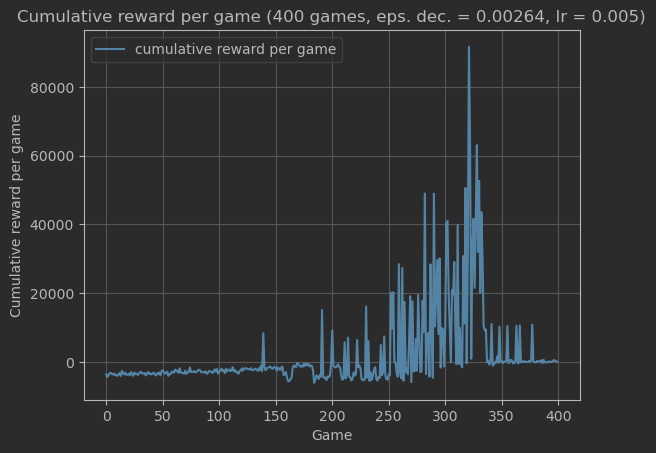 Cumulative reward per game (400 games, eps. dec. = 0.00264, lr = 0.005)
cumulative reward per game
Cumulative reward per game
80000
60000
40000
20000
0
0 50 100 150 200 250 300 350 400
Game